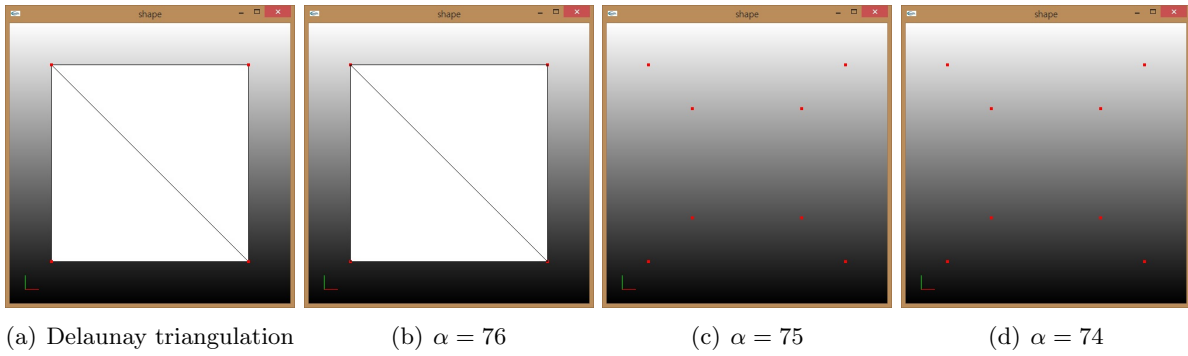 shape
shape
shape
shape
(a) Delaunay triangulation
(b) α = 76
(c) α = 75
(d) α = 74